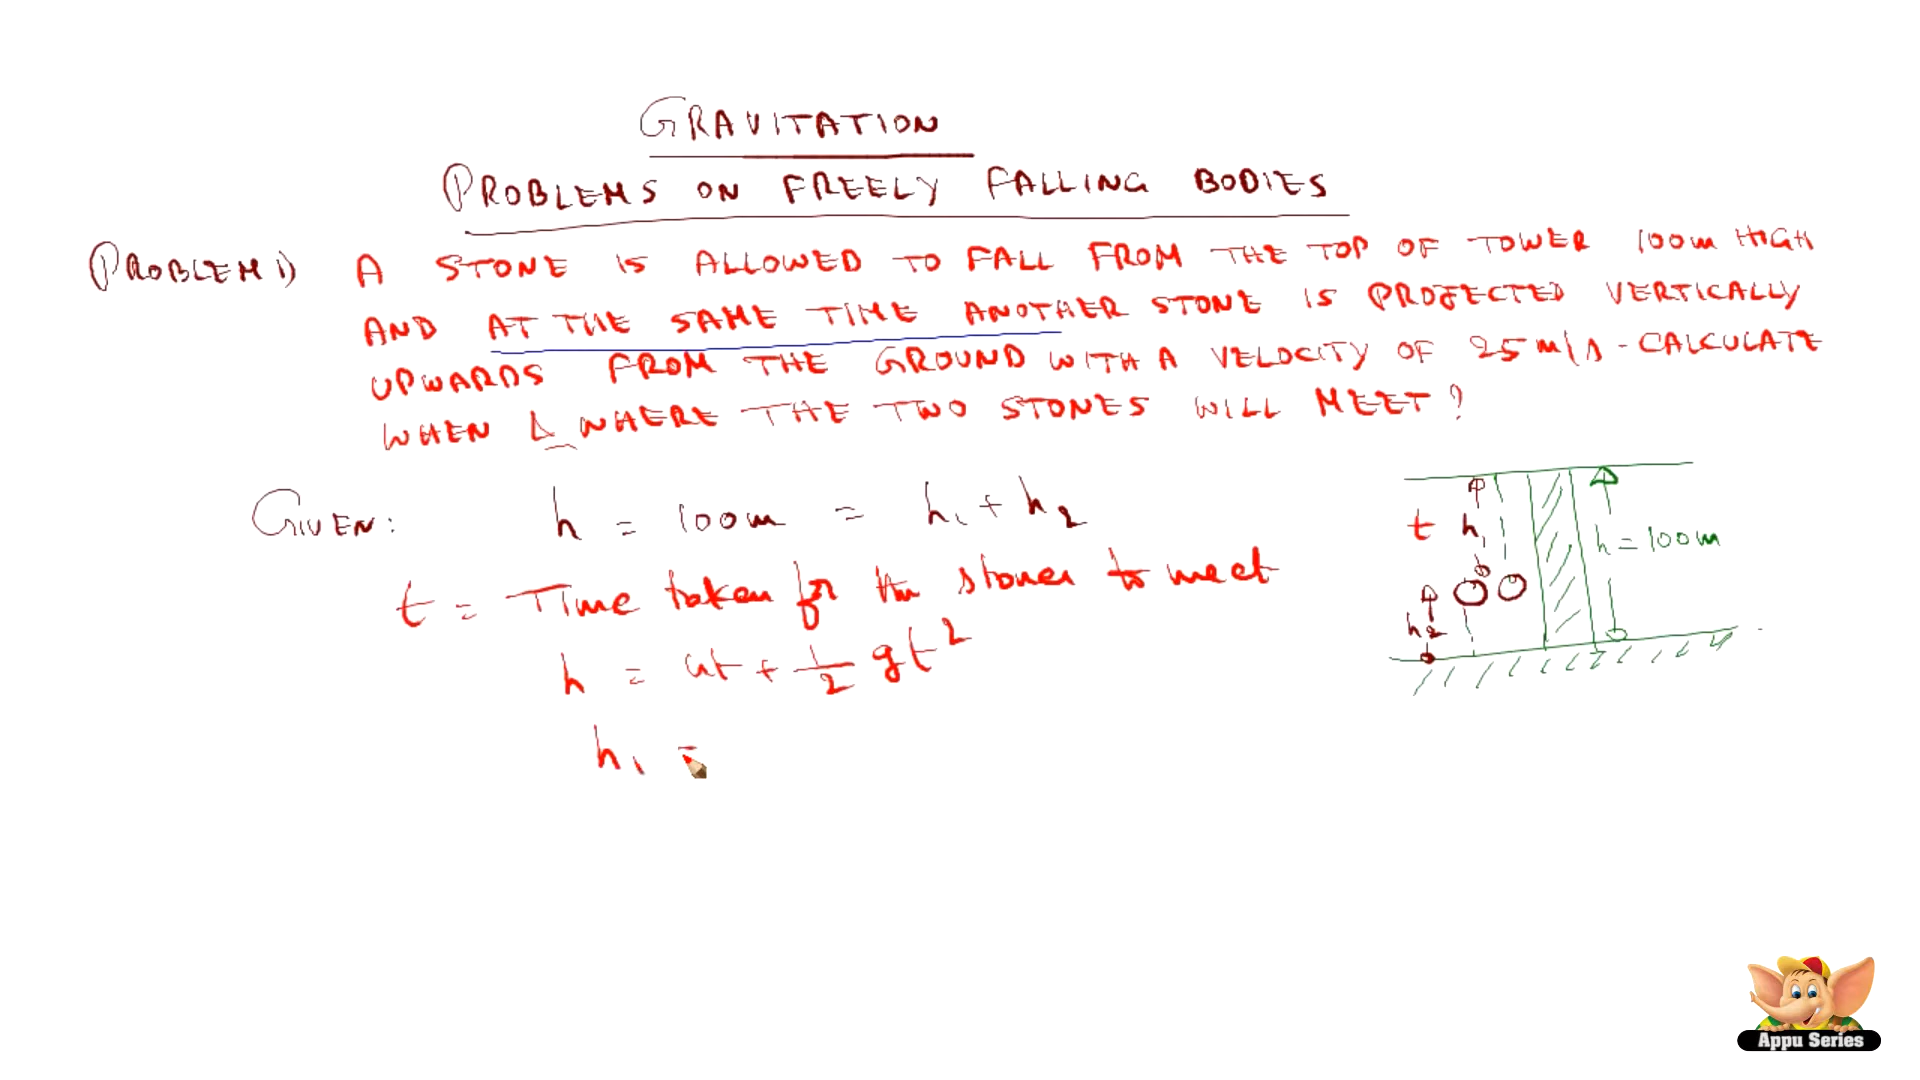 GRAVITATION
PROBLEMS ON FREELY FALLING BODIES
PROBLEM 1) A STONE IS ALLOWED TO FALL FROM THE TOP OF TOWER 100m HIGH
AND AT THE SAME TIME ANOTHER STONE IS PROJECTED VERTICALLY
UPWARDS FROM THE GROUND WITH A VELOCITY OF 25 m/s - CALCULATE
WHEN & WHERE THE TWO STONES WILL MEET?
GIVEN: h = 100m = h₁ + h₂
t = Time taken for the stones to meet
h = ut + 1/2 gt²
h₁ =
t h₁
h = 100m
h₂
Appu Series